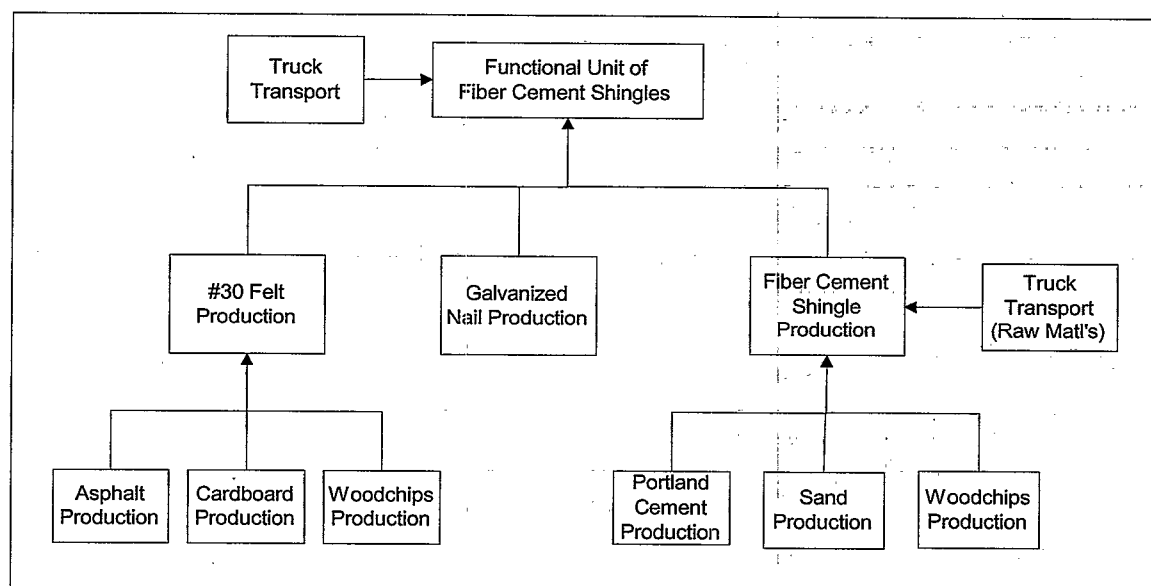 Truck
Transport
Functional Unit of
Fiber Cement Shingles
#30 Felt
Production
Galvanized
Nail Production
Fiber Cement
Shingle
Production
Truck
Transport
(Raw Matl's)
Asphalt
Production
Cardboard
Production
Woodchips
Production
Portland
Cement
Production
Sand
Production
Woodchips
Production